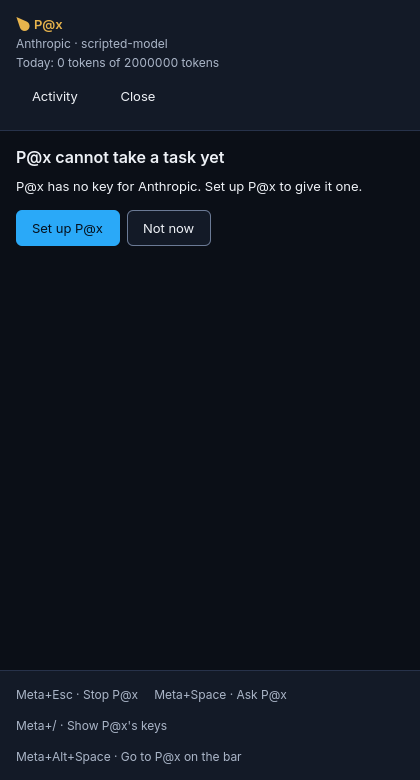 P@x
Anthropic · scripted-model
Today: 0 tokens of 2000000 tokens
Activity Close
P@x cannot take a task yet
P@x has no key for Anthropic. Set up P@x to give it one.
Set up P@x Not now
Meta+Esc · Stop P@x Meta+Space · Ask P@x
Meta+/ · Show P@x's keys
Meta+Alt+Space · Go to P@x on the bar